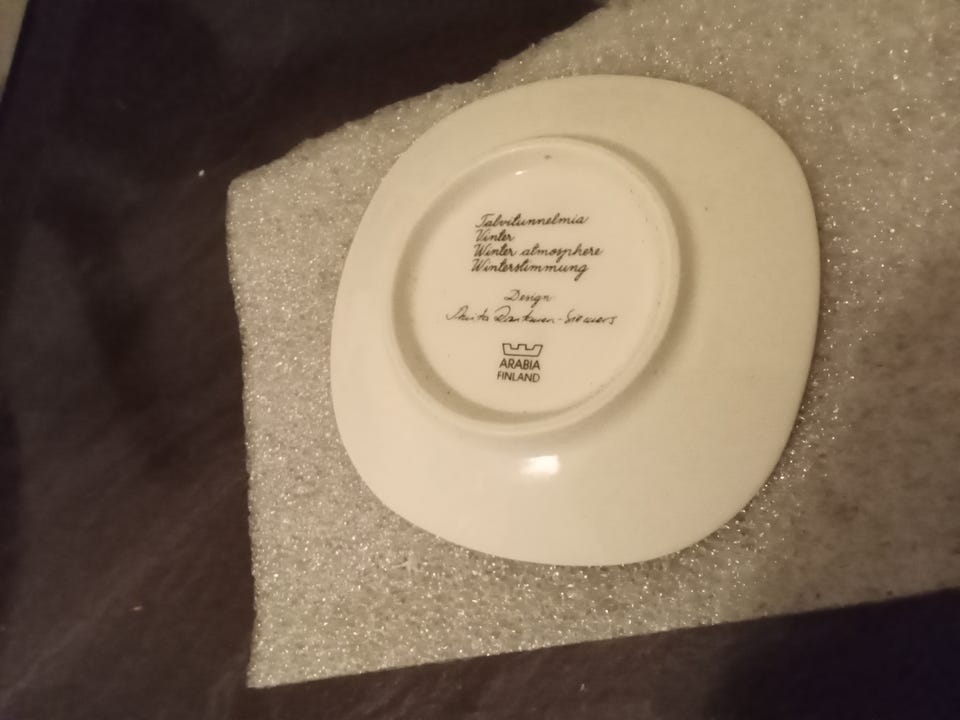 Talvitunnelmia
Vinter
Winter atmosphere
Winterstimmung
Design
ARABIA
FINLAND